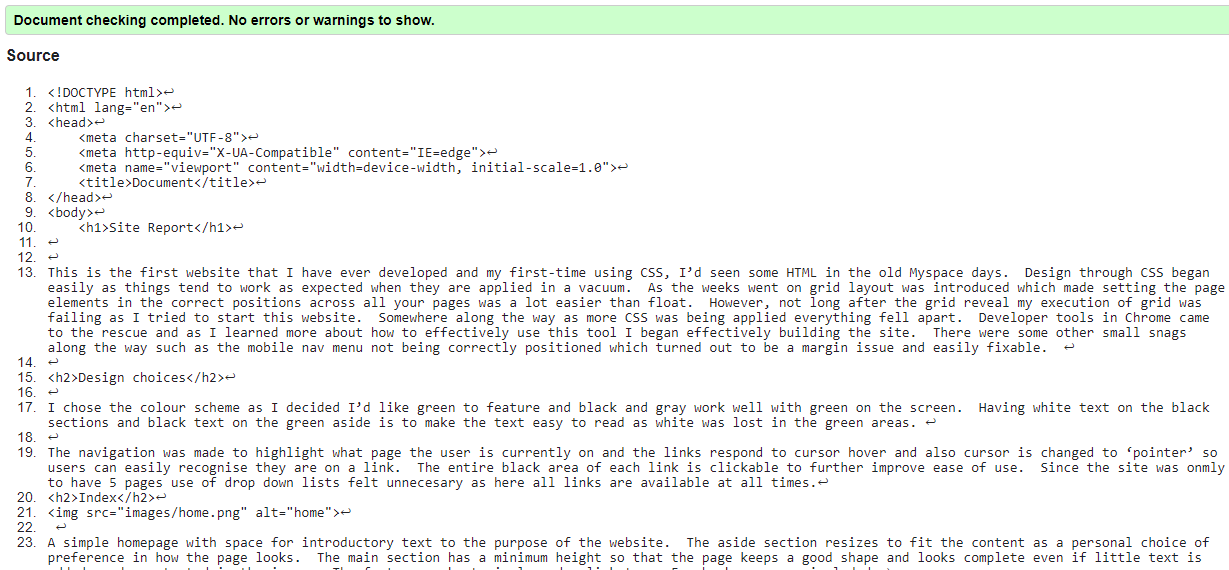 Document checking completed. No errors or warnings to show.
Source
1. <!DOCTYPE html>↩
2. <html lang="en">↩
3. <head>↩
4. <meta charset="UTF-8">↩
5. <meta http-equiv="X-UA-Compatible" content="IE=edge">↩
6. <meta name="viewport" content="width=device-width, initial-scale=1.0">↩
7. <title>Document</title>↩
8. </head>↩
9. <body>↩
10. <h1>Site Report</h1>↩
11. ↩
12. ↩
13. This is the first website that I have ever developed and my first-time using CSS, I’d seen some HTML in the old Myspace days.  Design through CSS began
easily as things tend to work as expected when they are applied in a vacuum.  As the weeks went on grid layout was introduced which made setting the page
elements in the correct positions across all your pages was a lot easier than float.  However, not long after the grid reveal my execution of grid was
failing as I tried to start this website.  Somewhere along the way as more CSS was being applied everything fell apart.  Developer tools in Chrome came
to the rescue and as I learned more about how to effectively use this tool I began effectively building the site.  There were some other small snags
along the way such as the mobile nav menu not being correctly positioned which turned out to be a margin issue and easily fixable.  ↩
14. ↩
15. <h2>Design choices</h2>↩
16. ↩
17. I chose the colour scheme as I decided I’d like green to feature and black and gray work well with green on the screen.  Having white text on the black
sections and black text on the green aside is to make the text easy to read as white was lost in the green areas. ↩
18. ↩
19. The navigation was made to highlight what page the user is currently on and the links respond to cursor hover and also cursor is changed to ‘pointer’ so
users can easily recognise they are on a link.  The entire black area of each link is clickable to further improve ease of use.  Since the site was onmly
to have 5 pages use of drop down lists felt unnecesary as here all links are available at all times.↩
20. <h2>Index</h2>↩
21. <img src="images/home.png" alt="home">↩
22. ↩
23. A simple homepage with space for introductory text to the purpose of the website.  The aside section resizes to fit the content as a personal choice of
preference in how the page looks.  The main section has a minimum height so that the page keeps a good shape and looks complete even if little text is